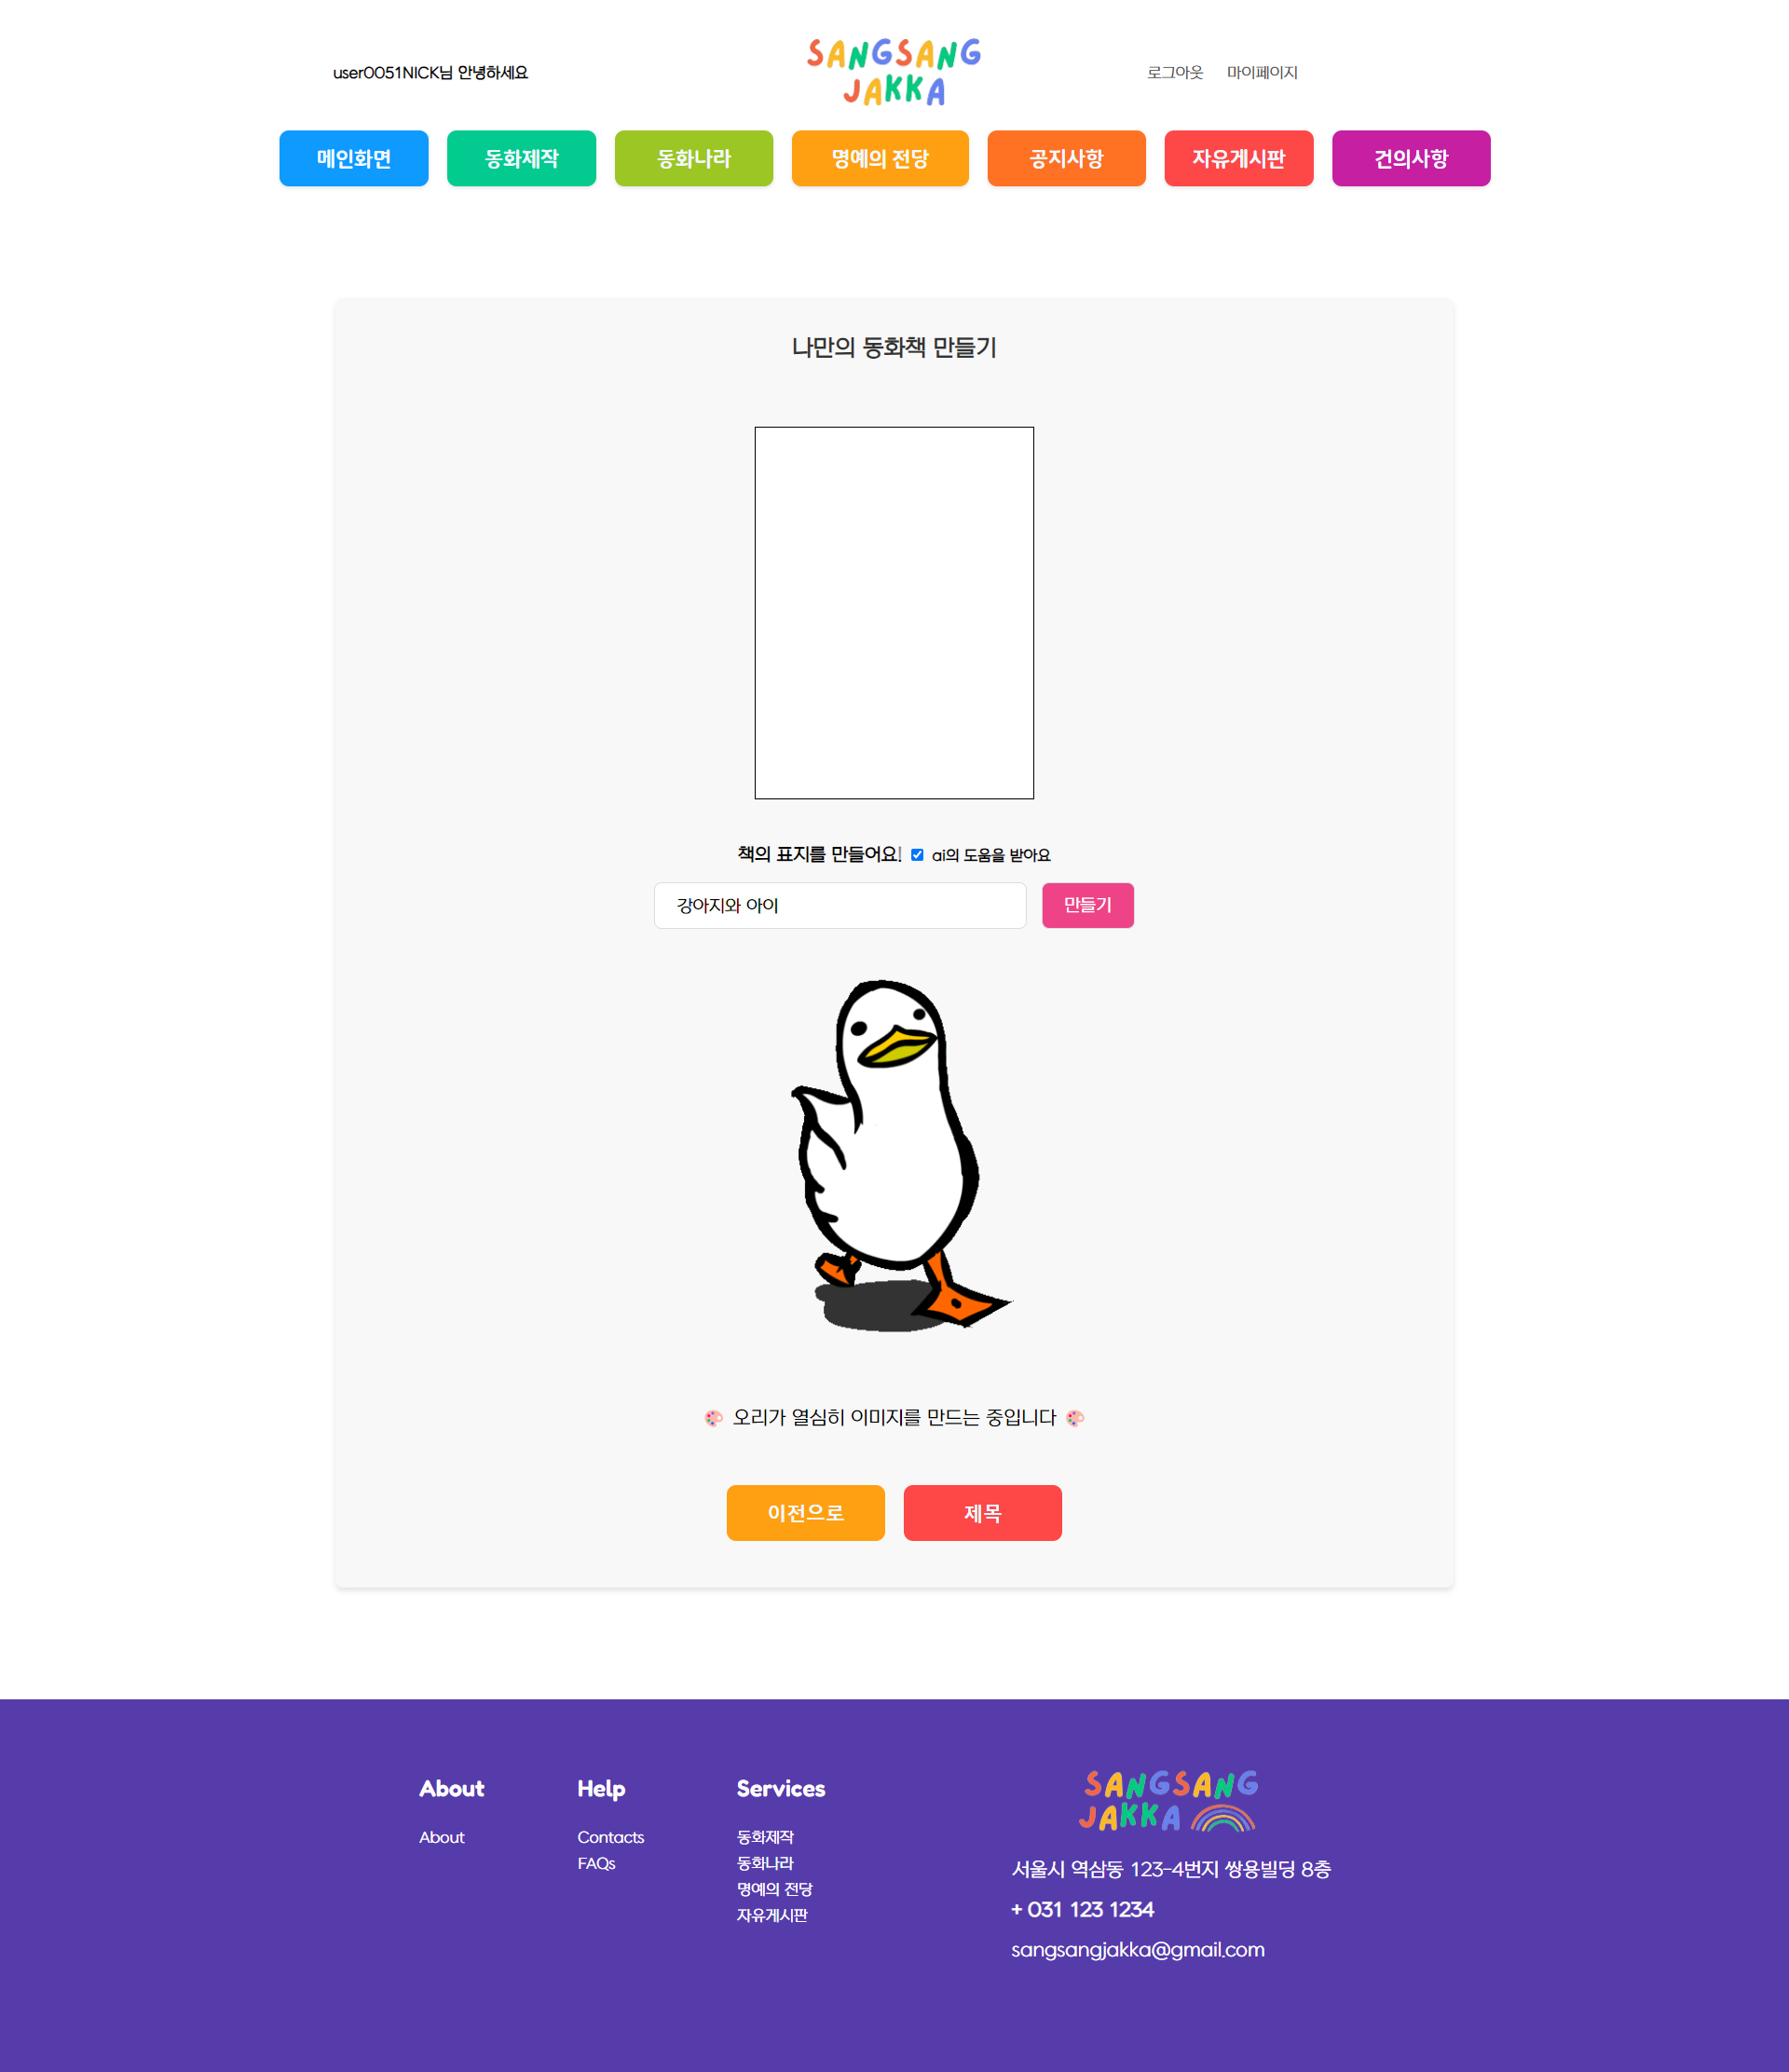 user0051NICK님 안녕하세요
SANGSANG
JAKKA
로그아웃 마이페이지
메인화면 동화제작 동화나라 명예의 전당 공지사항 자유게시판 건의사항
나만의 동화책 만들기
책의 표지를 만들어요! ai의 도움을 받아요
강아지와 아이 만들기
🎨 오리가 열심히 이미지를 만드는 중입니다 🎨
이전으로 제목
About
About
Help
Contacts
FAQs
Services
동화제작
동화나라
명예의 전당
자유게시판
SANGSANG
JAKKA
서울시 역삼동 123-4번지 쌍용빌딩 8층
+ 031 123 1234
sangsangjakka@gmail.com